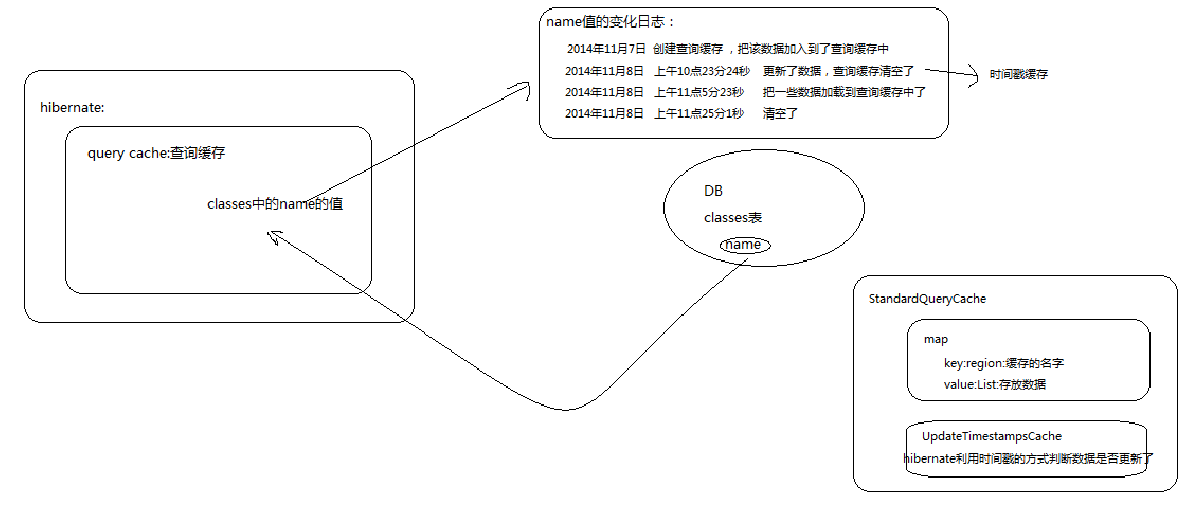 hibernate:
query cache:查询缓存
classes中的name的值
name值的变化日志：
2014年11月7日 创建查询缓存 ，把该数据加入到了查询缓存中
2014年11月8日 上午10点23分24秒 更新了数据，查询缓存清空了
时间戳缓存
2014年11月8日 上午11点5分23秒 把一些数据加载到查询缓存中了
2014年11月8日 上午11点25分1秒 清空了
DB
classes表
name
StandardQueryCache
map
key:region:缓存的名字
value:List:存放数据
UpdateTimestampsCache
hibernate利用时间戳的方式判断数据是否更新了